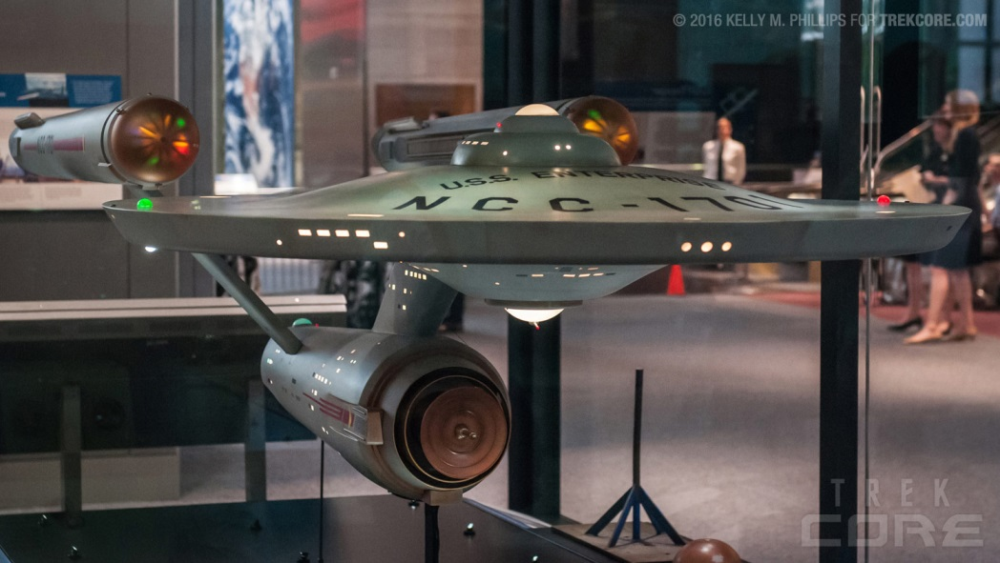 © 2016 KELLY M. PHILLIPS FOR TREKCORE.COM
U.S.S. ENTERPRISE
NCC-1701
TREK
CORE